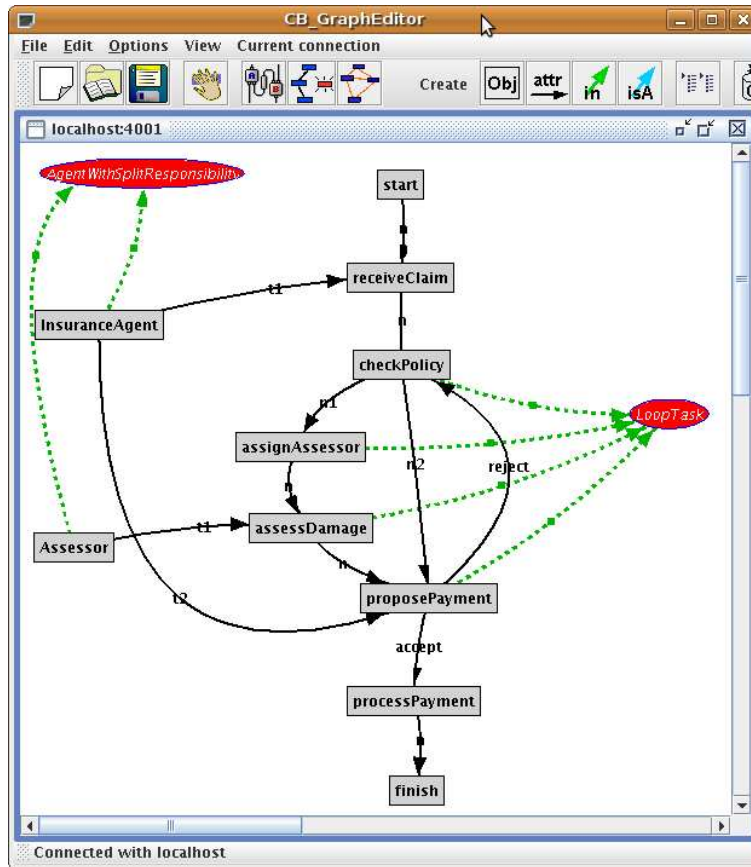 CB_GraphEditor
File Edit Options View Current connection
Create Obj attr in isA
localhost:4001
AgentWithSplitResponsibility
start
receiveClaim
t1
InsuranceAgent
n
checkPolicy
n1
LoopTask
assignAssessor
n2
reject
n
assessDamage
t1
Assessor
n
proposePayment
t2
accept
processPayment
finish
Connected with localhost